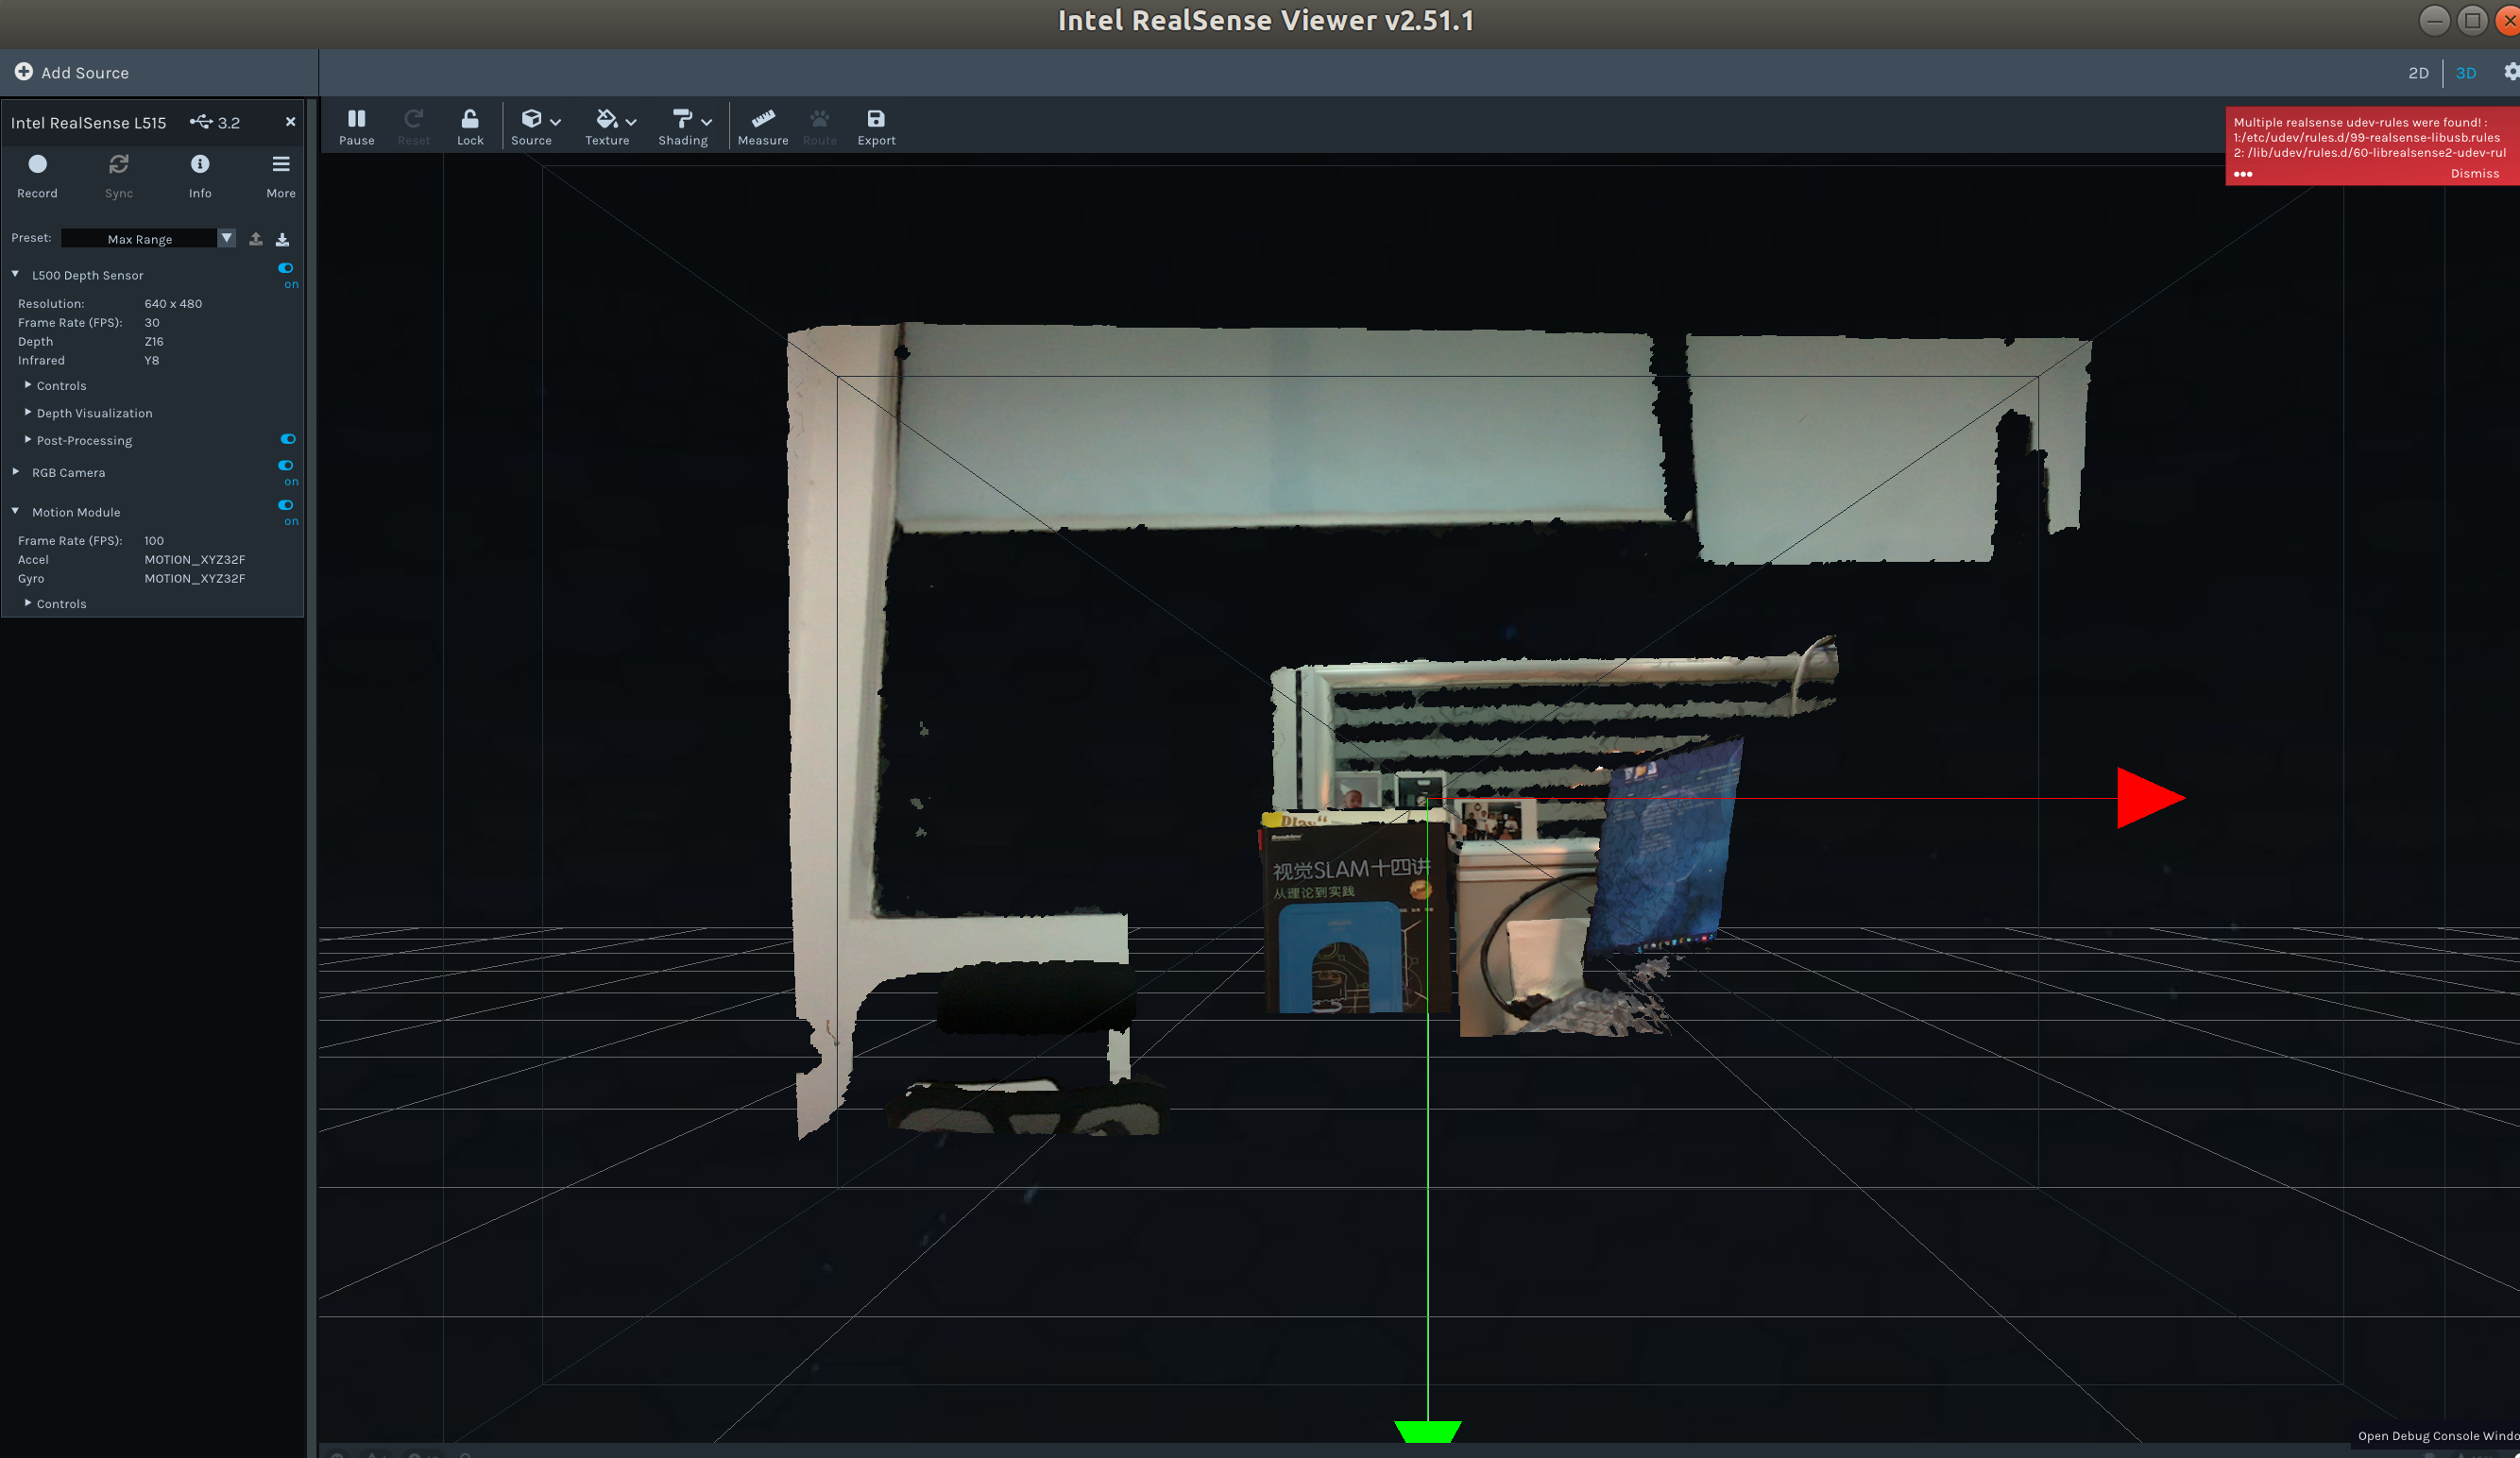 Intel RealSense Viewer v2.51.1
Add Source
2D
3D
Intel RealSense L515
3.2
Pause
Reset
Lock
Source
Texture
Shading
Measure
Route
Export
Multiple realsense udev-rules were found! :
1:/etc/udev/rules.d/99-realsense-libusb.rules
2: /lib/udev/rules.d/60-librealsense2-udev-rul
Dismiss
Record
Sync
Info
More
Preset:
Max Range
L500 Depth Sensor
on
Resolution:
640 x 480
Frame Rate (FPS):
30
Depth
Z16
Infrared
Y8
Controls
Depth Visualization
Post-Processing
RGB Camera
on
Motion Module
on
Frame Rate (FPS):
100
Accel
MOTION_XYZ32F
Gyro
MOTION_XYZ32F
Controls
视觉SLAM十四讲
从理论到实践
Open Debug Console Windo